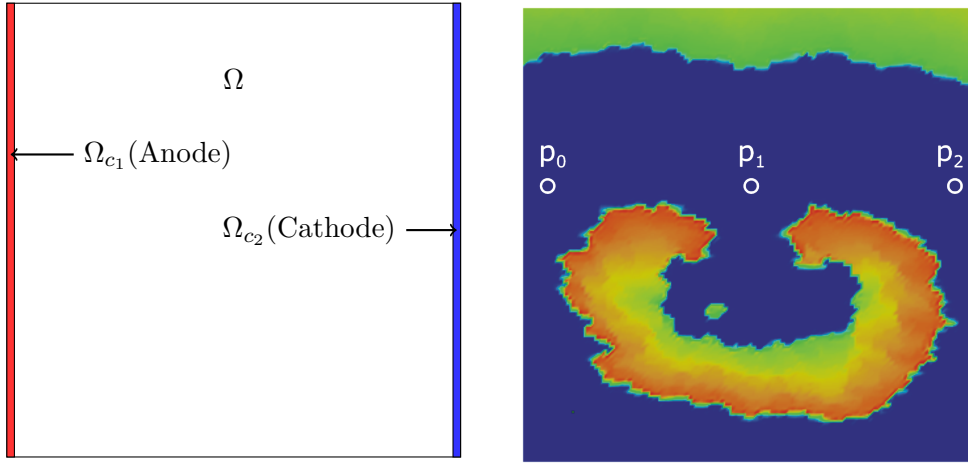 Ω
Ω_{c_1}(Anode)
Ω_{c_2}(Cathode)
p_0
p_1
p_2